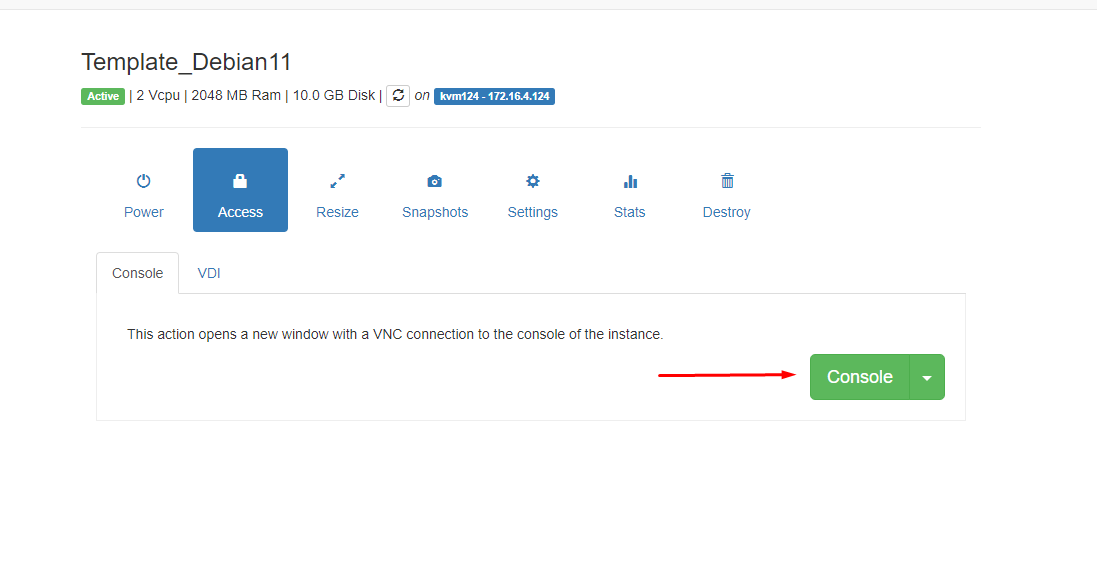 Template_Debian11
Active | 2 Vcpu | 2048 MB Ram | 10.0 GB Disk | on kvm124 - 172.16.4.124
Power Access Resize Snapshots Settings Stats Destroy
Console VDI
This action opens a new window with a VNC connection to the console of the instance.
Console